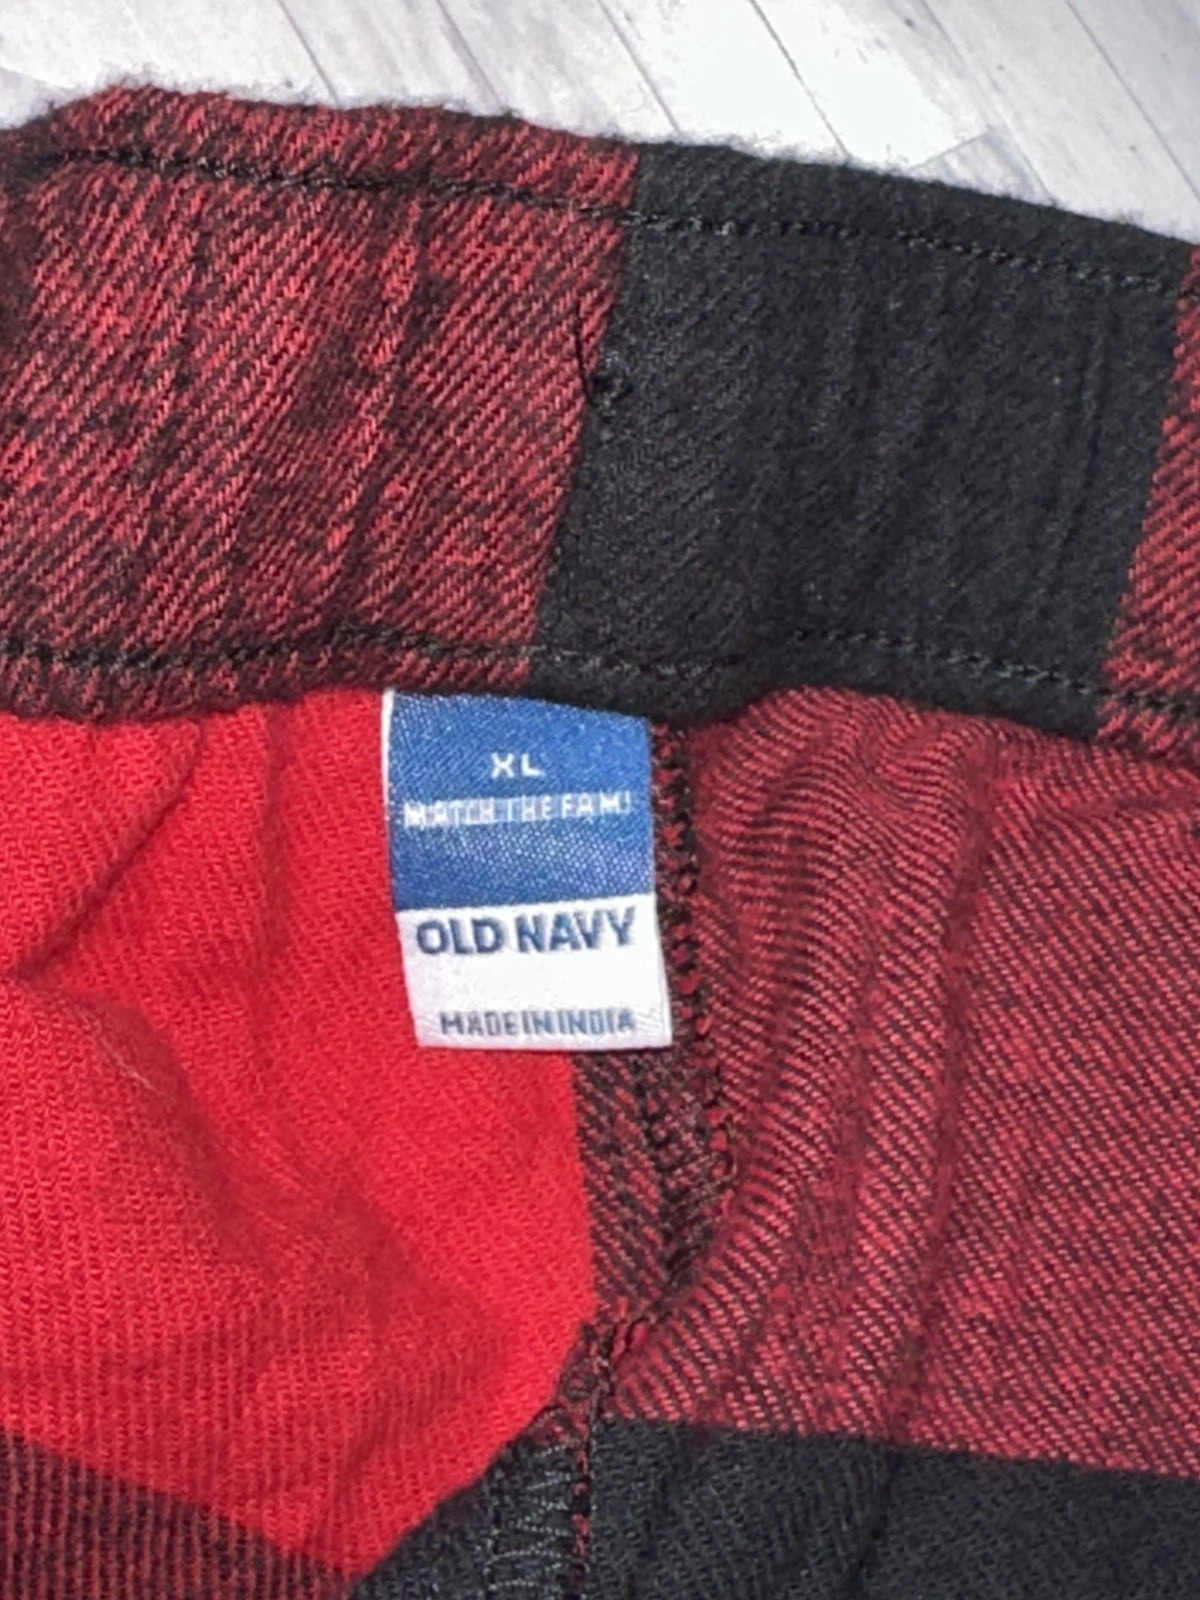 XL
MATCH THE FAM!
OLD NAVY
MADE IN INDIA